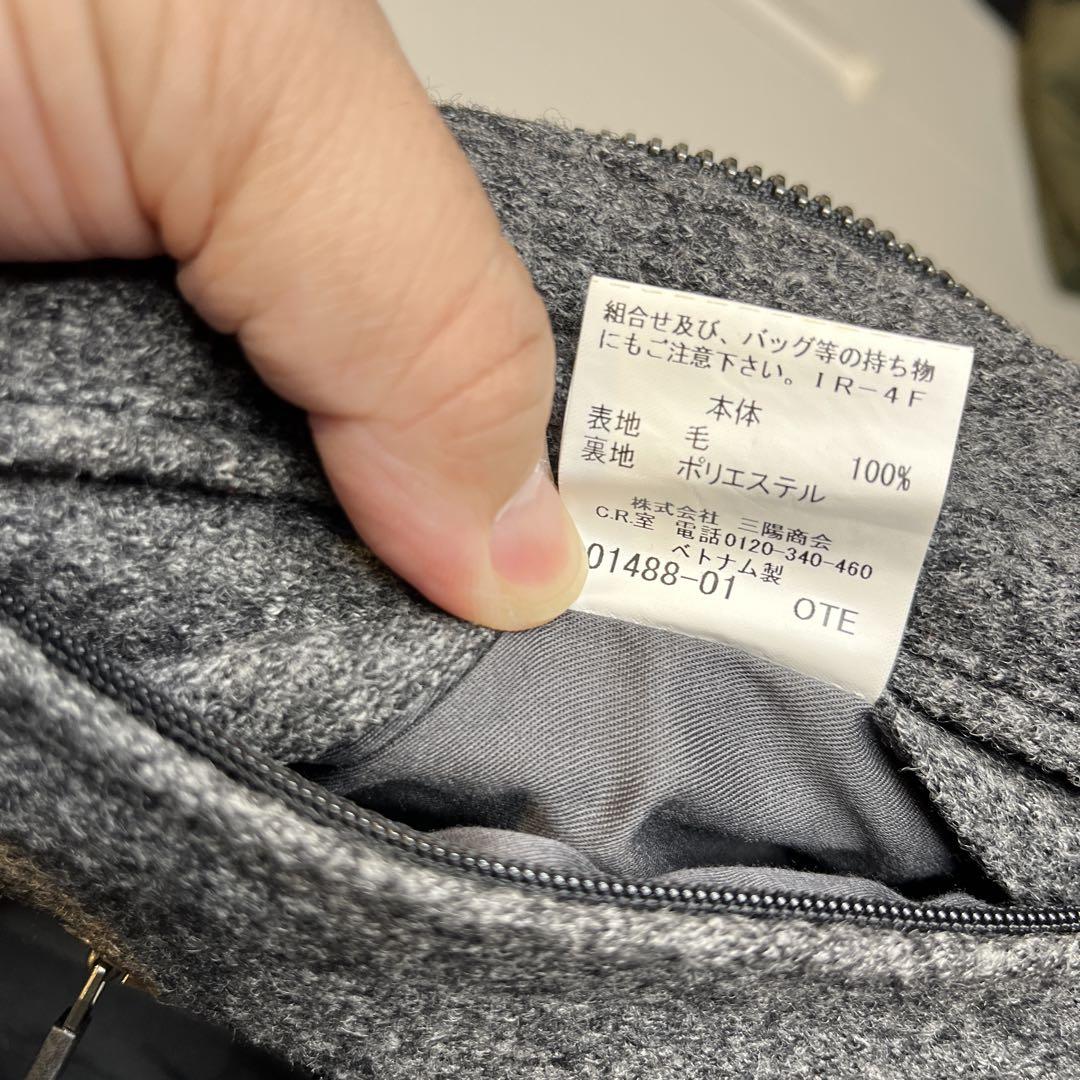 組合せ及び、バッグ等の持ち物
にもご注意下さい。IR-4F
本体
表地 毛 100%
裏地 ポリエステル
株式会社 三陽商会
C.R.室 電話0120-340-460
ベトナム製
01488-01 OTE